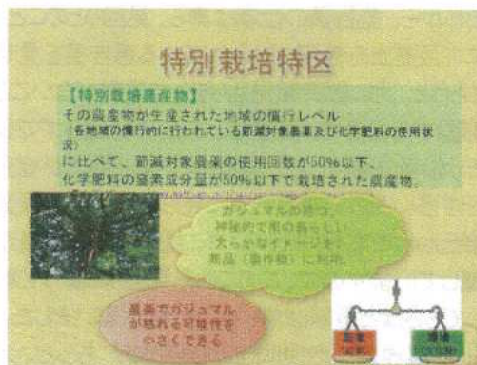 特別栽培特区
【特別栽培農産物】
その農産物が生産された地域の慣行レベル
（各地域の慣行的に行われている節減対象農薬及び化学肥料の使用状
況）
に比べて、節減対象農薬の使用回数が50％以下、
化学肥料の窒素成分量が50％以下で栽培された農産物。
ガジュマルの持つ、
神秘的で
大らかなイメージを
商品（農作物）に利用
農薬でガジュマル
が枯れる可能性を
小さくできる
農業
環境